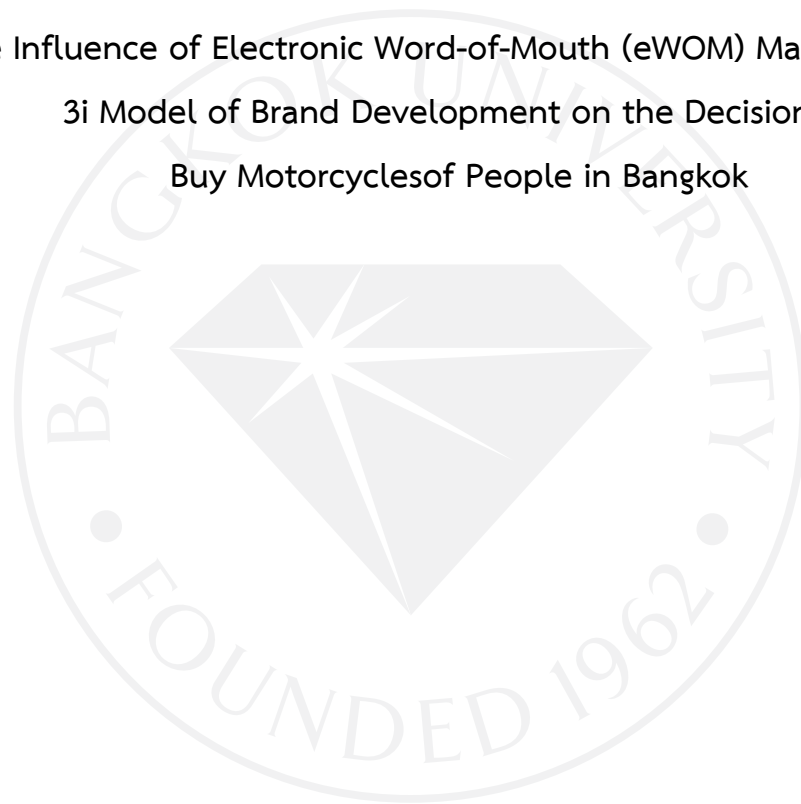 Influence of Electronic Word-of-Mouth (eWOM)
3i Model of Brand Development on the Decision
Buy Motorcyclesof People in Bangkok
BANGKOK UNIVERSITY
FOUNDED 1962